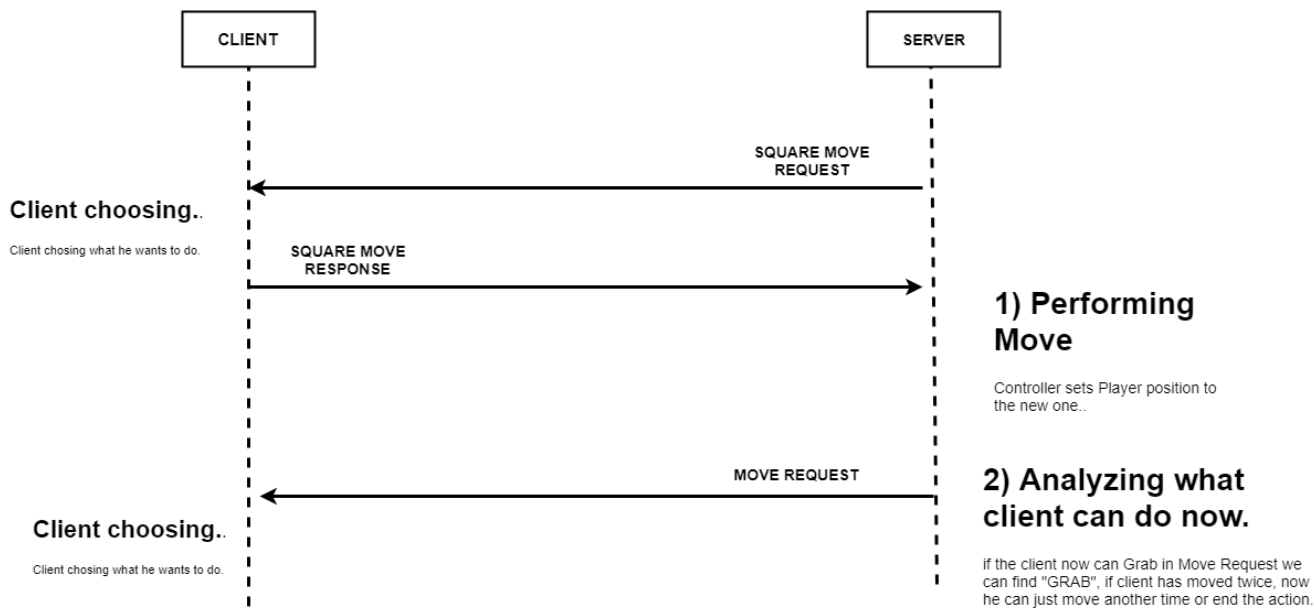 CLIENT
SERVER
SQUARE MOVE
REQUEST
Client choosing..
Client chosing what he wants to do.
SQUARE MOVE
RESPONSE
1) Performing
Move
Controller sets Player position to
the new one..
MOVE REQUEST
2) Analyzing what
client can do now.
Client choosing..
Client chosing what he wants to do.
if the client now can Grab in Move Request we
can find "GRAB", if client has moved twice, now
he can just move another time or end the action.